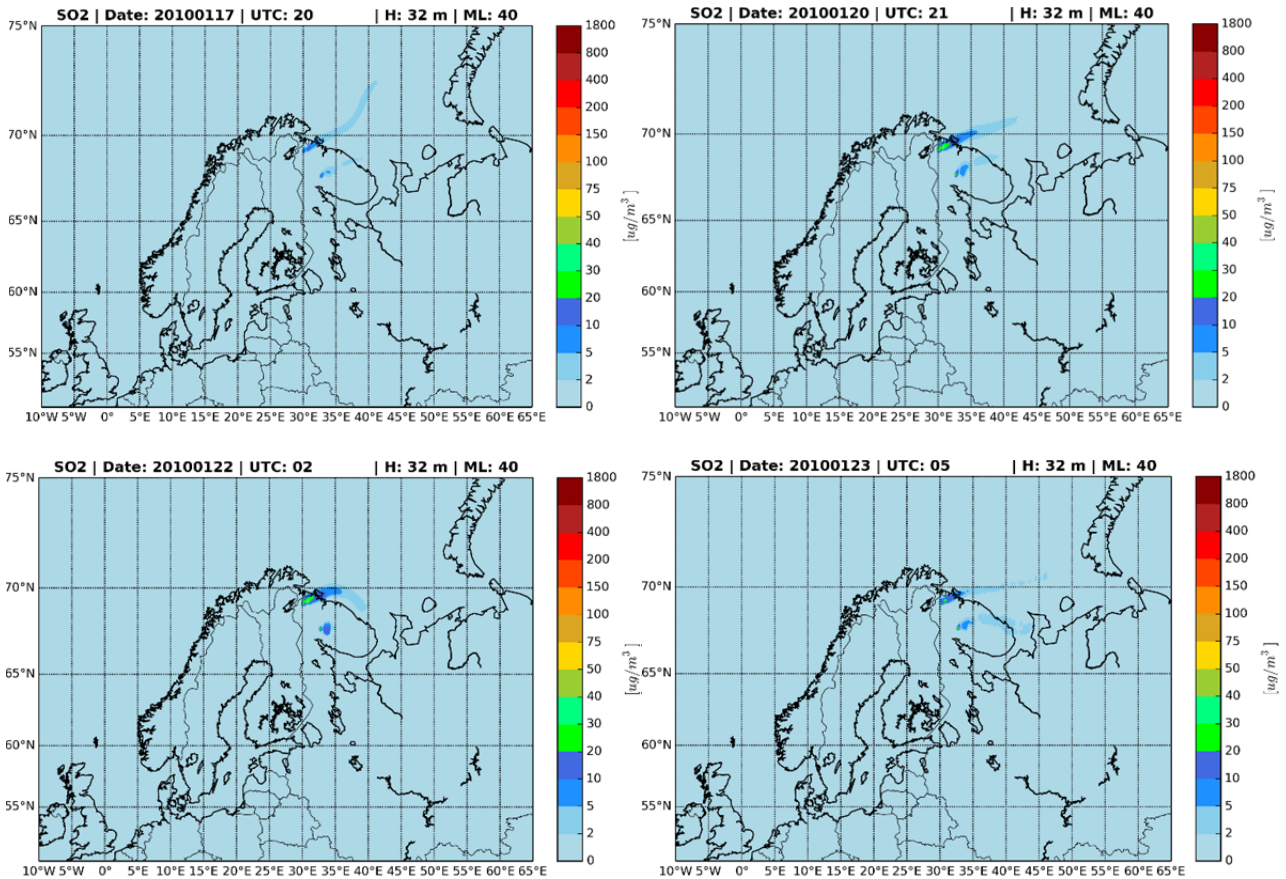 SO2 | Date: 20100117 | UTC: 20 | H: 32 m | ML: 40
75°N
70°N
65°N
60°N
55°N
10°W 5°W 0° 5°E 10°E 15°E 20°E 25°E 30°E 35°E 40°E 45°E 50°E 55°E 60°E 65°E
1800
800
400
200
150
100
75
50
40
30
20
10
5
2
0
[ug/m³]
SO2 | Date: 20100120 | UTC: 21 | H: 32 m | ML: 40
75°N
70°N
65°N
60°N
55°N
10°W 5°W 0° 5°E 10°E 15°E 20°E 25°E 30°E 35°E 40°E 45°E 50°E 55°E 60°E 65°E
1800
800
400
200
150
100
75
50
40
30
20
10
5
2
0
[ug/m³]
SO2 | Date: 20100122 | UTC: 02 | H: 32 m | ML: 40
75°N
70°N
65°N
60°N
55°N
10°W 5°W 0° 5°E 10°E 15°E 20°E 25°E 30°E 35°E 40°E 45°E 50°E 55°E 60°E 65°E
1800
800
400
200
150
100
75
50
40
30
20
10
5
2
0
[ug/m³]
SO2 | Date: 20100123 | UTC: 05 | H: 32 m | ML: 40
75°N
70°N
65°N
60°N
55°N
10°W 5°W 0° 5°E 10°E 15°E 20°E 25°E 30°E 35°E 40°E 45°E 50°E 55°E 60°E 65°E
1800
800
400
200
150
100
75
50
40
30
20
10
5
2
0
[ug/m³]